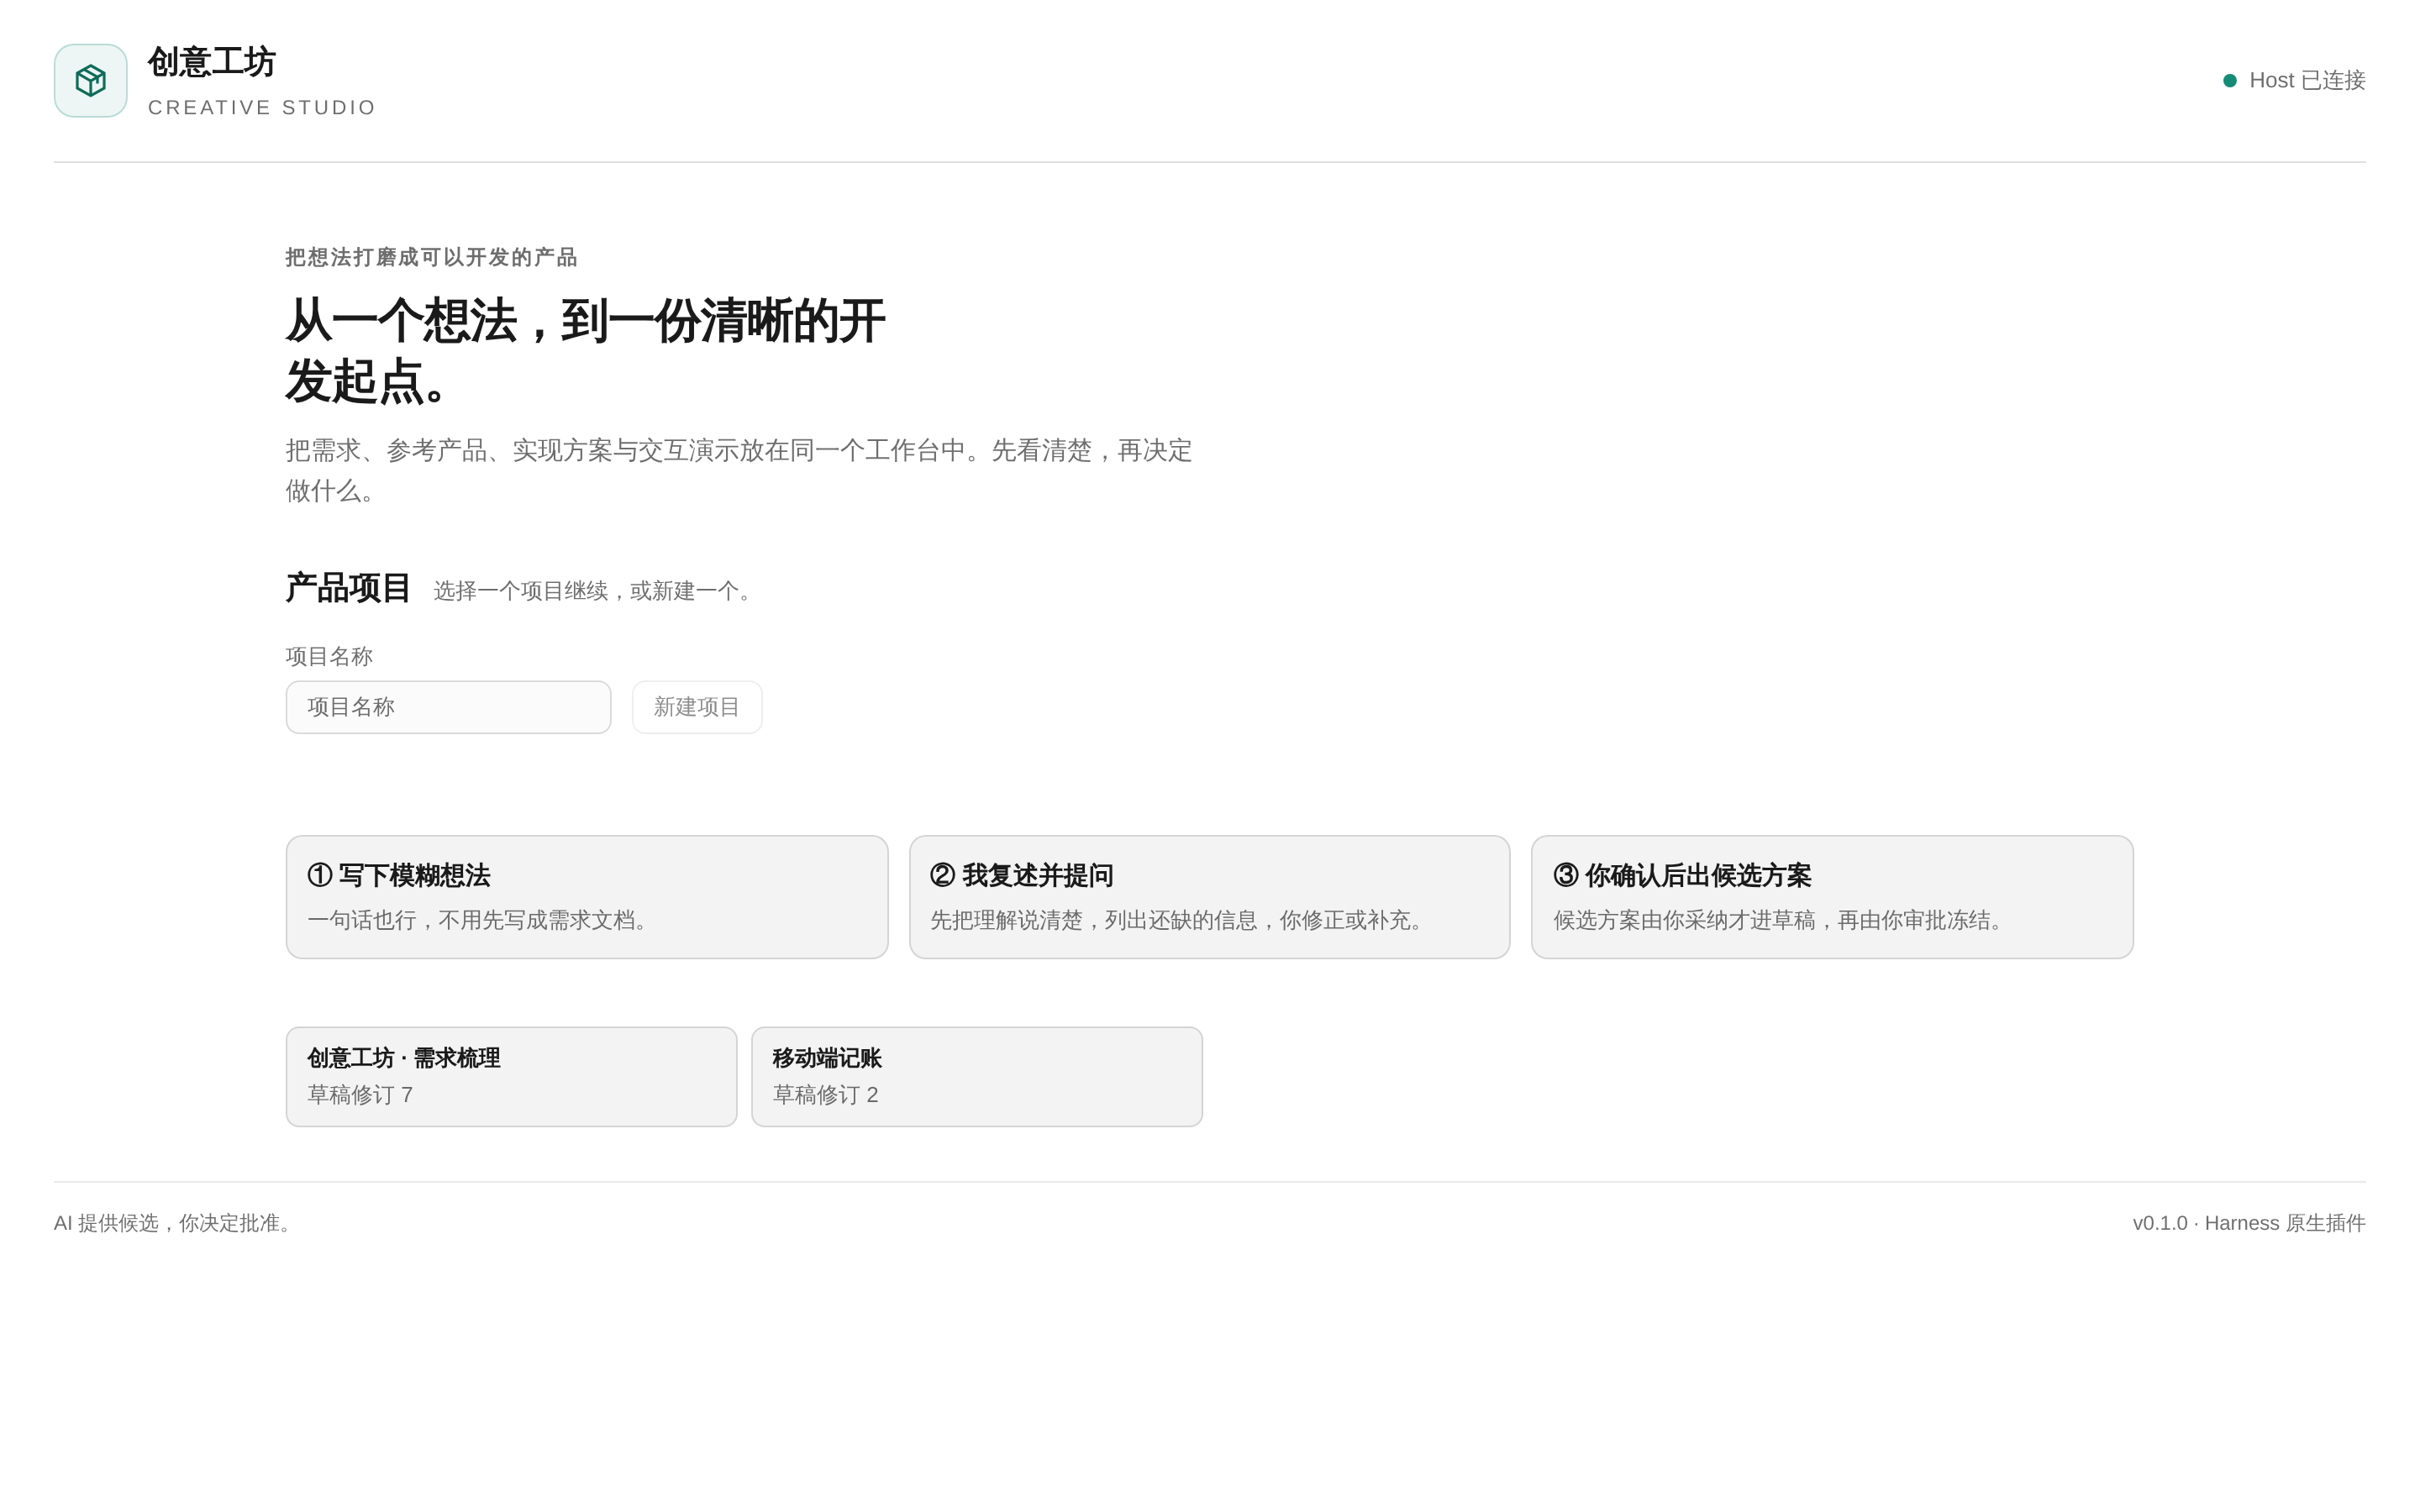 创意工坊
CREATIVE STUDIO
Host 已连接
把想法打磨成可以开发的产品
从一个想法，到一份清晰的开
发起点。
把需求、参考产品、实现方案与交互演示放在同一个工作台中。先看清楚，再决定
做什么。
产品项目 选择一个项目继续，或新建一个。
项目名称
项目名称 新建项目
① 写下模糊想法
一句话也行，不用先写成需求文档。
② 我复述并提问
先把理解说清楚，列出还缺的信息，你修正或补充。
③ 你确认后出候选方案
候选方案由你采纳才进草稿，再由你审批冻结。
创意工坊 · 需求梳理
草稿修订 7
移动端记账
草稿修订 2
AI 提供候选，你决定批准。
v0.1.0 · Harness 原生插件